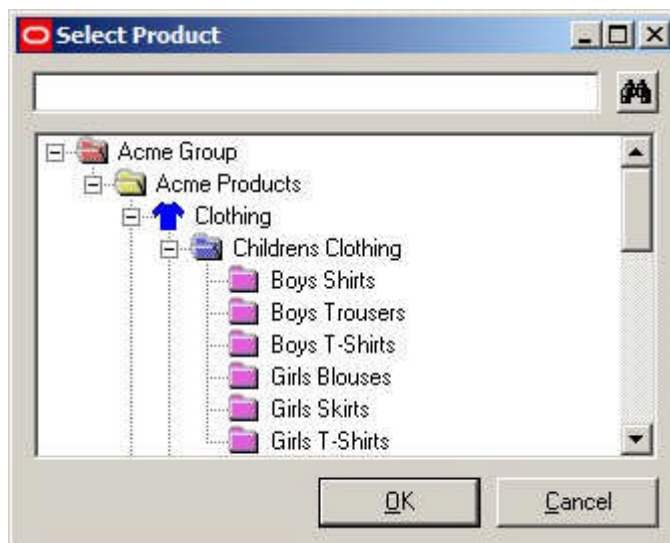 Select Product
Acme Group
Acme Products
Clothing
Childrens Clothing
Boys Shirts
Boys Trousers
Boys T-Shirts
Girls Blouses
Girls Skirts
Girls T-Shirts
OK Cancel